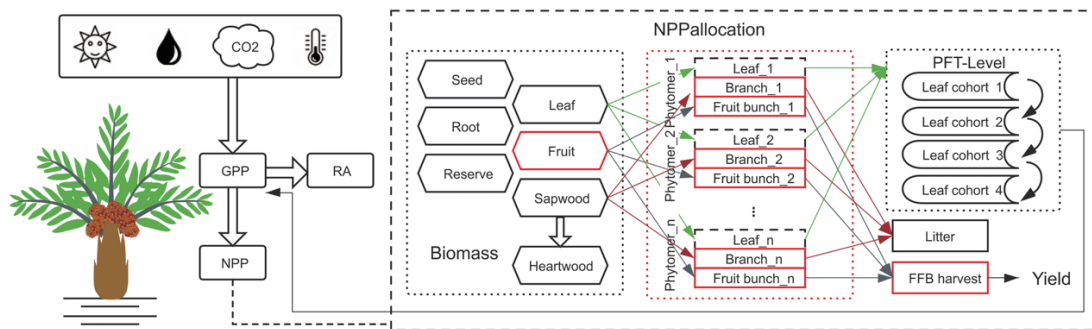 CO2
GPP
RA
NPP
NPPallocation
Seed
Root
Reserve
Leaf
Fruit
Sapwood
Heartwood
Biomass
Phytomer_1
Leaf_1
Branch_1
Fruit bunch_1
Phytomer_2
Leaf_2
Branch_2
Fruit bunch_2
...
Phytomer_n
Leaf_n
Branch_n
Fruit bunch_n
PFT-Level
Leaf cohort 1
Leaf cohort 2
Leaf cohort 3
Leaf cohort 4
Litter
FFB harvest
Yield